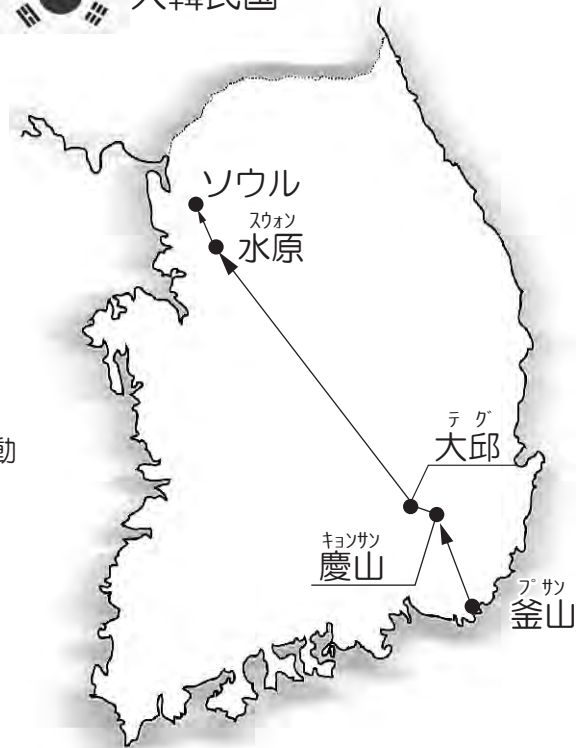 大韓民国
ソウル
スウォン
水原
テグ
大邱
動
キョンサン
慶山
プサン
釜山